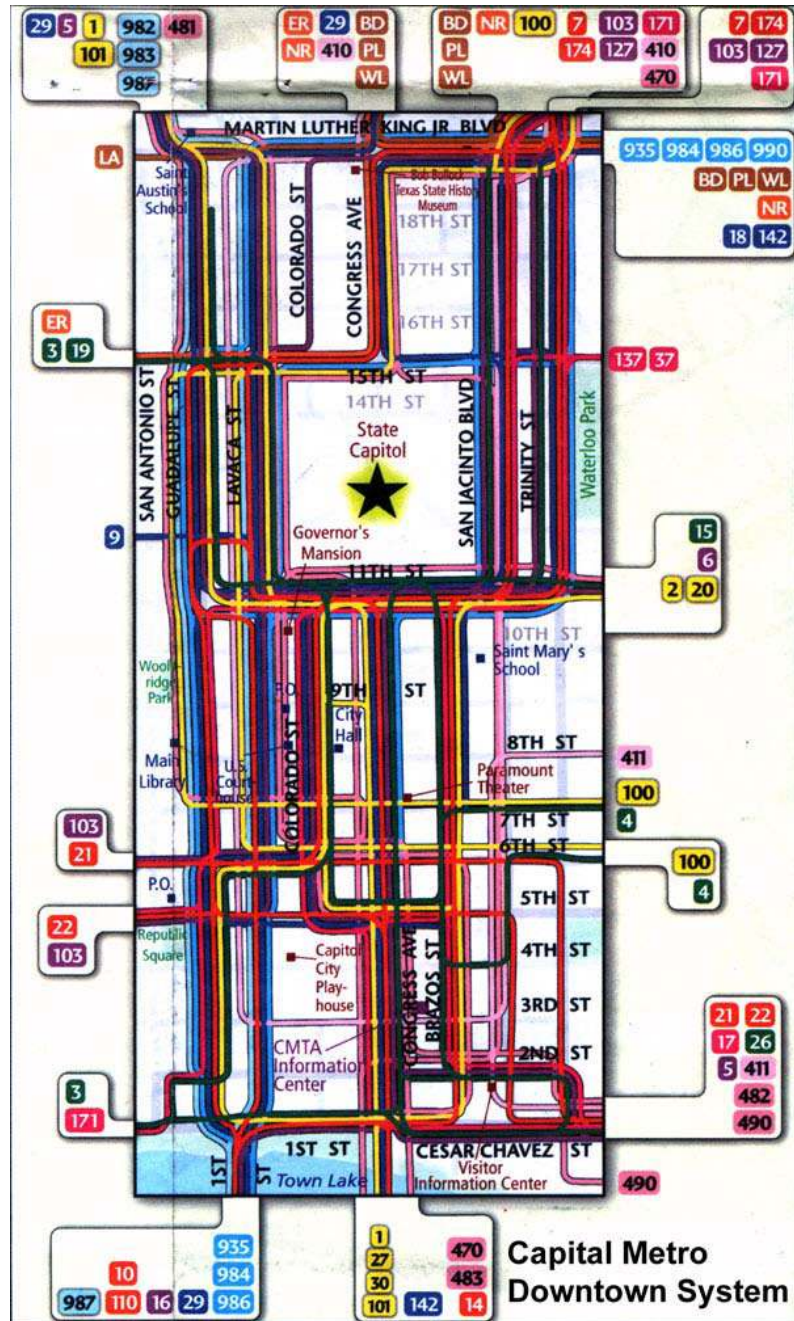 29 5 1 982 481
101 983
987
ER 29 BD
NR 410 PL
WL
BD NR 100 7 103 171
PL 174 127 410
WL 470
7 174
103 127
171
MARTIN LUTHER KING JR BLVD
LA
Saint
Austin's
School
Bob Bullock
Texas State History
Museum
935 984 986 990
BD PL WL
NR
18 142
COLORADO ST
CONGRESS AVE
18TH ST
17TH ST
16TH ST
ER
3 19
137 37
15TH ST
14TH ST
SAN ANTONIO ST
GUADALUPE ST
LAVACA ST
State
Capitol
SAN JACINTO BLVD
TRINITY ST
Waterloo Park
9
Governor's
Mansion
11TH ST
15
6
2 20
10TH ST
Saint Mary's
School
Wooldridge
Park
P.O.
9TH ST
City
Hall
8TH ST
411
Main
Library
U.S.
Court-
house
COLORADO ST
Paramount
Theater
100
7TH ST
4
6TH ST
103
21
100
4
P.O.
5TH ST
22
103
Republic
Square
Capitol
City
Play-
house
4TH ST
CONGRESS AVE
BRAZOS ST
3RD ST
21 22
17 26
5 411
482
490
CMTA
Information
Center
2ND ST
3
171
1ST ST
1ST ST
CESAR CHAVEZ ST
Town Lake
Visitor
Information Center
490
935
10 984
987 110 16 29 986
1
27 470
30 483
101 142 14
Capital Metro
Downtown System